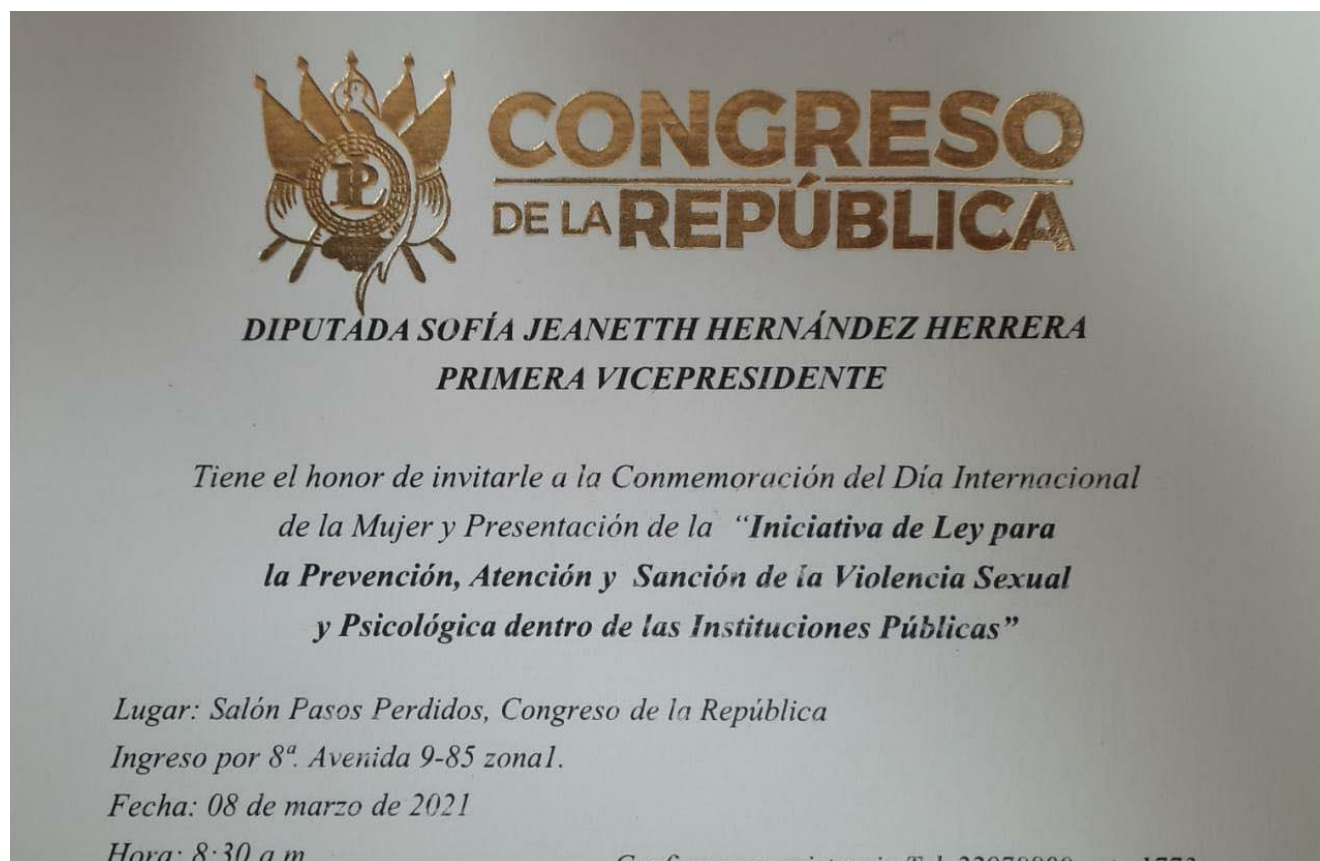 CONGRESO
DE LA REPÚBLICA
DIPUTADA SOFÍA JEANETTH HERNÁNDEZ HERRERA
PRIMERA VICEPRESIDENTE
Tiene el honor de invitarle a la Conmemoración del Día Internacional
de la Mujer y Presentación de la “Iniciativa de Ley para
la Prevención, Atención y Sanción de la Violencia Sexual
y Psicológica dentro de las Instituciones Públicas”
Lugar: Salón Pasos Perdidos, Congreso de la República
Ingreso por 8ª. Avenida 9-85 zona1.
Fecha: 08 de marzo de 2021
Hora: 8:30 a.m.